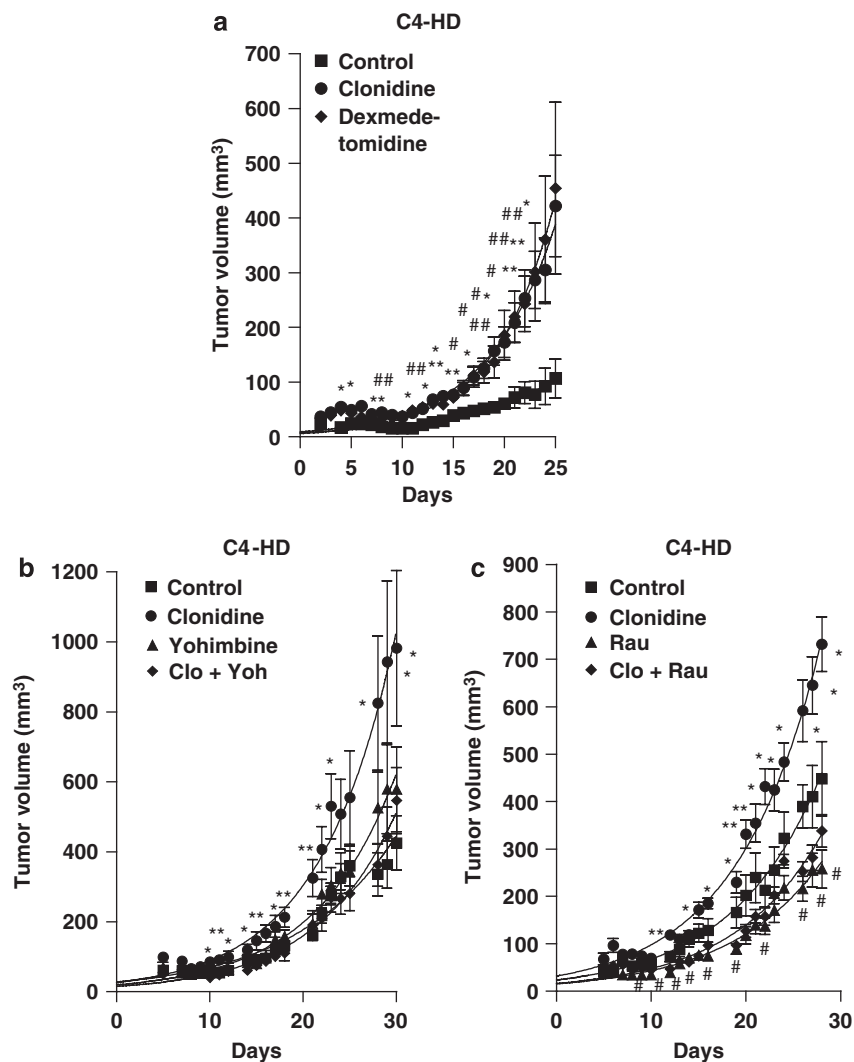 a
C4-HD
Control
Clonidine
Dexmede-
tomidine
Tumor volume (mm³)
700
600
500
400
300
200
100
0
## *
## **
# **
#
# *
# ##
# *
*
**
**
## *
*
* *
##
**
0 5 10 15 20 25
Days
b
C4-HD
Control
Clonidine
Yohimbine
Clo + Yoh
Tumor volume (mm³)
1200
1000
800
600
400
200
0
*
*
*
*
*
**
**
**
**
*
*
*
0 10 20 30
Days
c
C4-HD
Control
Clonidine
Rau
Clo + Rau
Tumor volume (mm³)
900
800
700
600
500
400
300
200
100
0
*
*
*
*
*
*
*
**
**
*
*
*
**
# # # # # # # # # #
0 10 20 30
Days